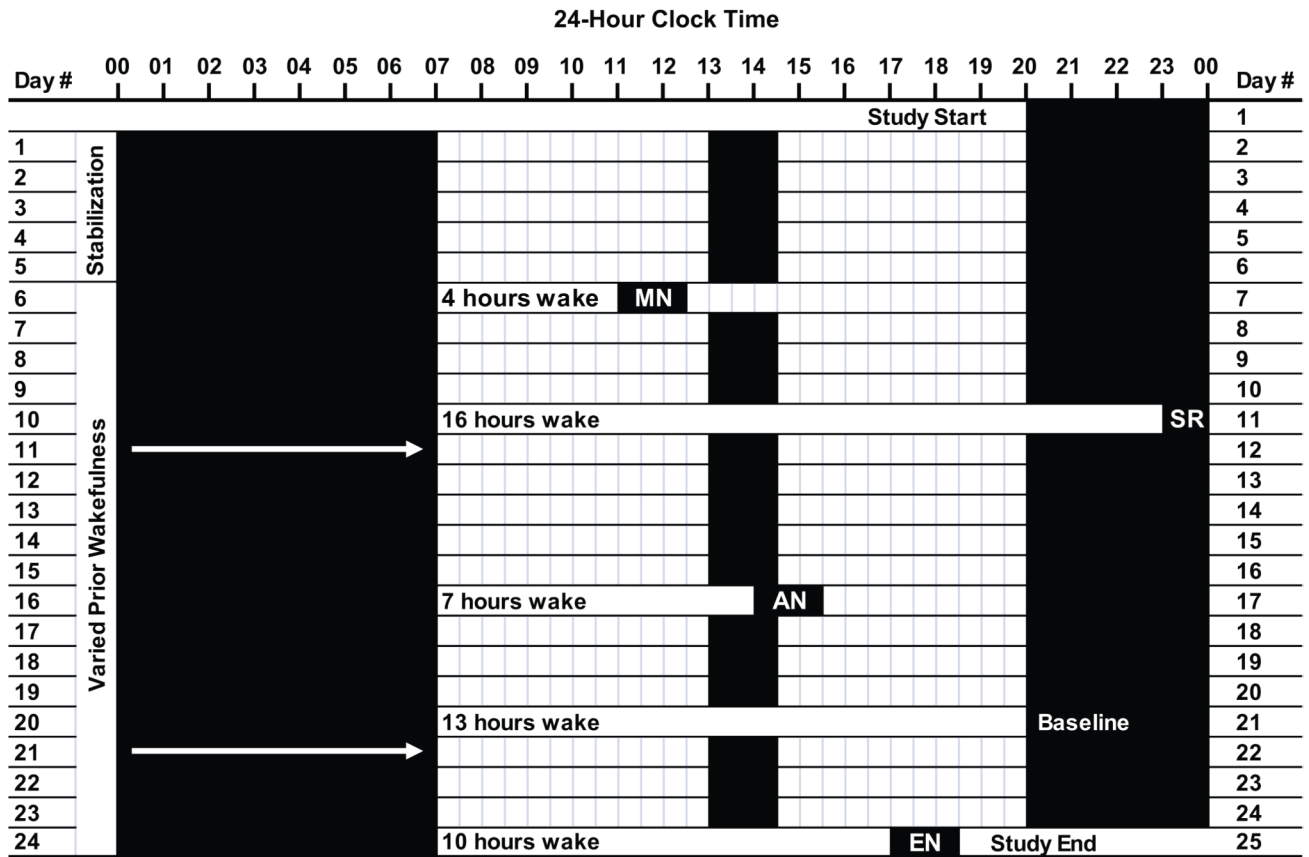 24-Hour Clock Time
Day # 00 01 02 03 04 05 06 07 08 09 10 11 12 13 14 15 16 17 18 19 20 21 22 23 00 Day #
Study Start 1
Stabilization
1 2
2 3
3 4
4 5
5 6
Varied Prior Wakefulness
6 4 hours wake MN 7
7 8
8 9
9 10
10 16 hours wake SR 11
11 12
12 13
13 14
14 15
15 16
16 7 hours wake AN 17
17 18
18 19
19 20
20 13 hours wake Baseline 21
21 22
22 23
23 24
24 10 hours wake EN Study End 25